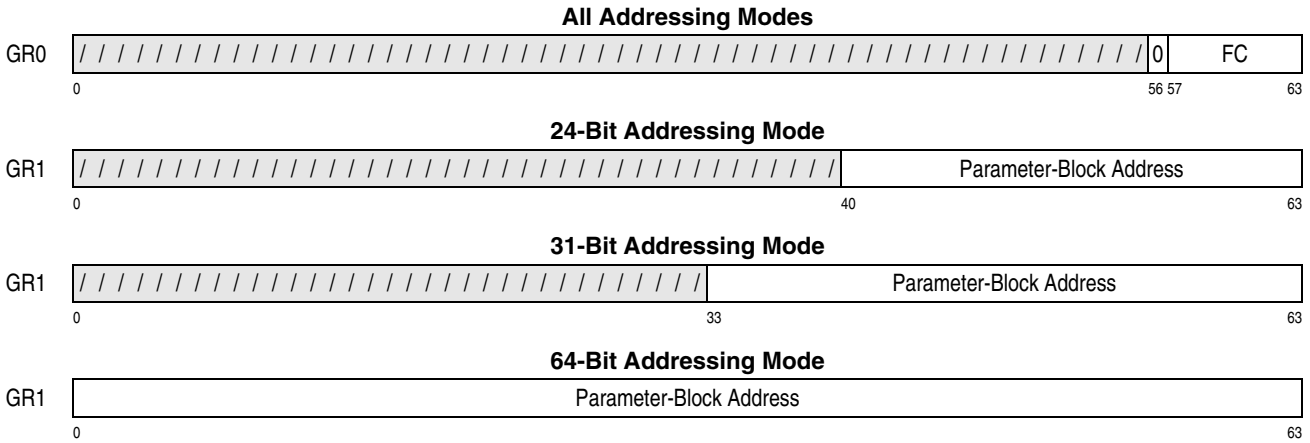 All Addressing Modes
GR0 / / / / / / / / / / / / / / / / / / / / / / / / / / / / / / / / / / / / / / / / / / / / / / / / / / / / / / / / 0 FC
0 56 57 63
24-Bit Addressing Mode
GR1 / / / / / / / / / / / / / / / / / / / / / / / / / / / / / / / / / / / / / / / / Parameter-Block Address
0 40 63
31-Bit Addressing Mode
GR1 / / / / / / / / / / / / / / / / / / / / / / / / / / / / / / / / / Parameter-Block Address
0 33 63
64-Bit Addressing Mode
GR1 Parameter-Block Address
0 63